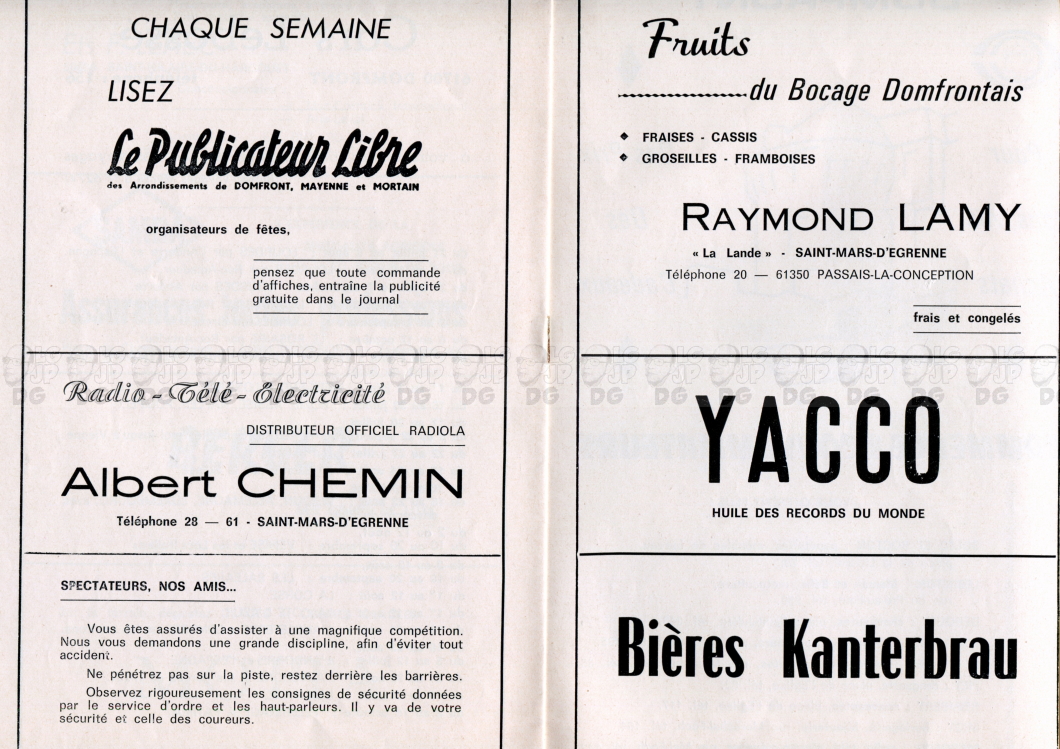 CHAQUE SEMAINE
LISEZ
Le Publicateur Libre
des Arrondissements de DOMFRONT, MAYENNE et MORTAIN
organisateurs de fêtes,
pensez que toute commande
d'affiches, entraîne la publicité
gratuite dans le journal
Radio - Télé - Électricité
DISTRIBUTEUR OFFICIEL RADIOLA
Albert CHEMIN
Téléphone 28 — 61 - SAINT-MARS-D'EGRENNE
SPECTATEURS, NOS AMIS...
Vous êtes assurés d'assister à une magnifique compétition.
Nous vous demandons une grande discipline, afin d'éviter tout
accident.
Ne pénétrez pas sur la piste, restez derrière les barrières.
Observez rigoureusement les consignes de sécurité données
par le service d'ordre et les haut-parleurs. Il y va de votre
sécurité et celle des coureurs.
Fruits
du Bocage Domfrontais
❖ FRAISES - CASSIS
❖ GROSEILLES - FRAMBOISES
RAYMOND LAMY
« La Lande » - SAINT-MARS-D'EGRENNE
Téléphone 20 — 61350 PASSAIS-LA-CONCEPTION
frais et congelés
YACCO
HUILE DES RECORDS DU MONDE
Bières Kanterbrau